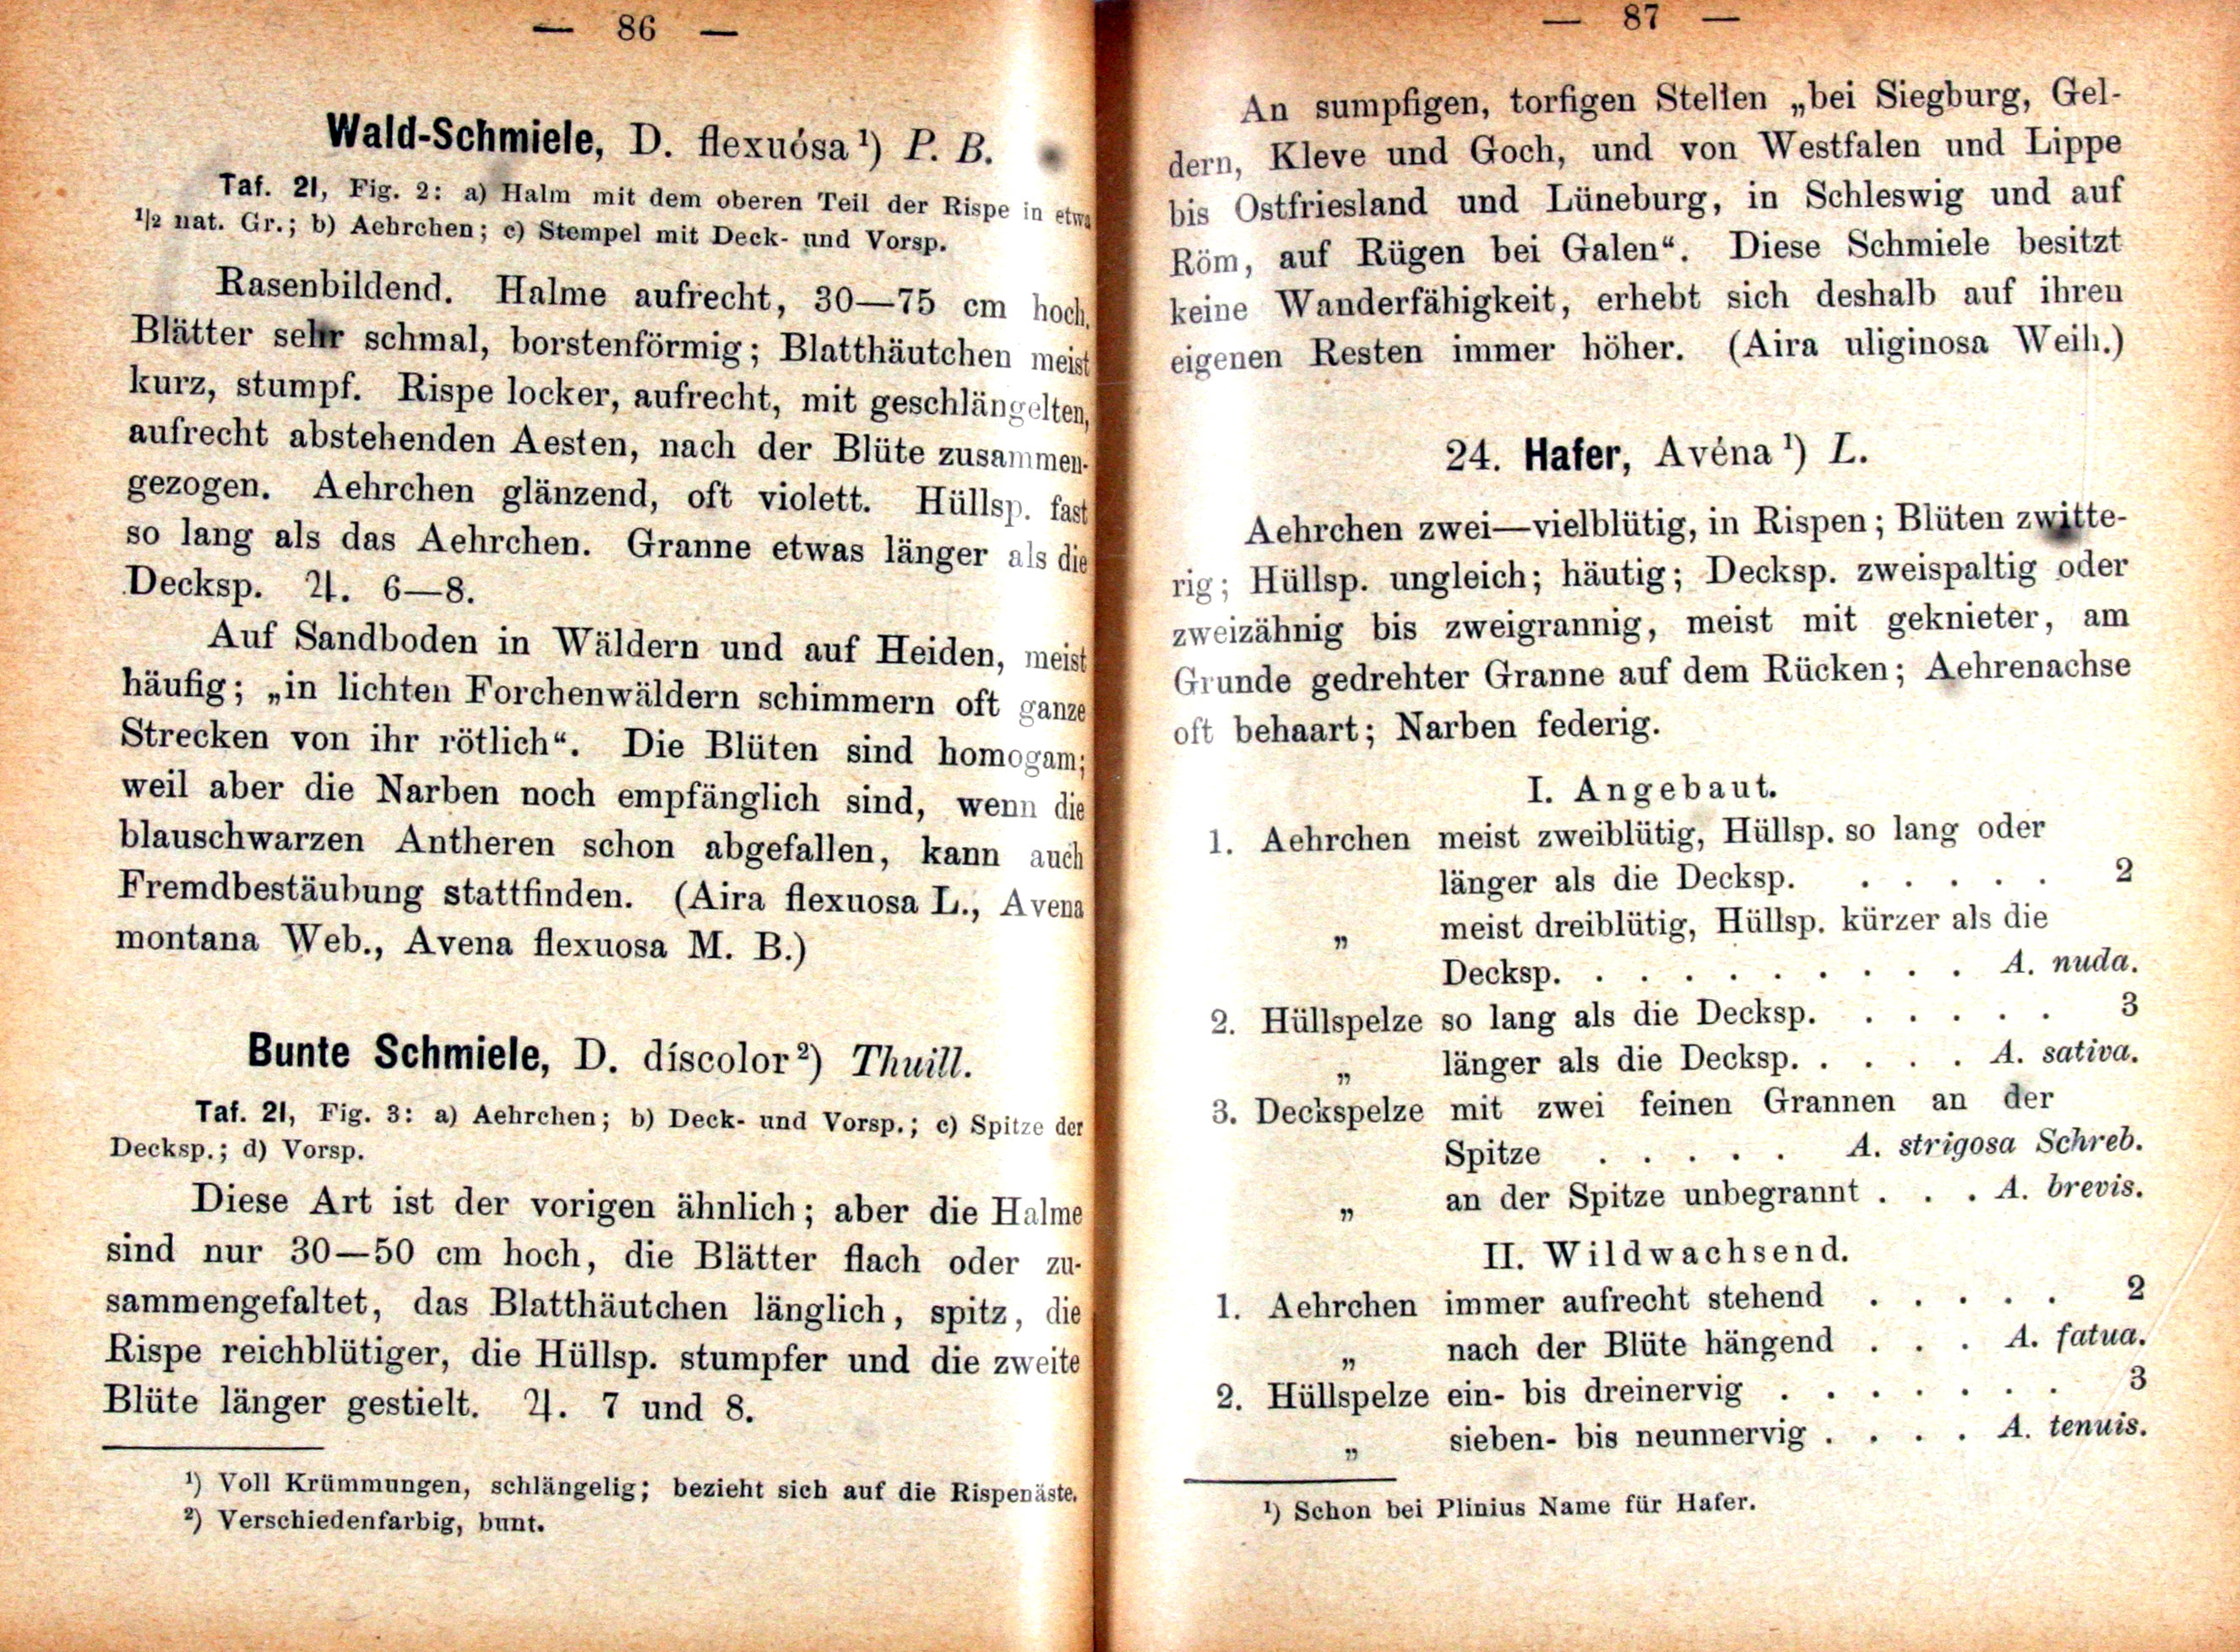 — 86 —
Wald-Schmiele, D. flexuósa ¹) P. B.
Taf. 21, Fig. 2: a) Halm mit dem oberen Teil der Rispe in etwa
½ nat. Gr.; b) Aehrchen; c) Stempel mit Deck- und Vorsp.
Rasenbildend. Halme aufrecht, 30—75 cm hoch.
Blätter sehr schmal, borstenförmig; Blatthäutchen meist
kurz, stumpf. Rispe locker, aufrecht, mit geschlängelten,
aufrecht abstehenden Aesten, nach der Blüte zusammen-
gezogen. Aehrchen glänzend, oft violett. Hüllsp. fast
so lang als das Aehrchen. Granne etwas länger als die
Decksp. ♃. 6—8.
Auf Sandboden in Wäldern und auf Heiden, meist
häufig; „in lichten Forchenwäldern schimmern oft ganze
Strecken von ihr rötlich“. Die Blüten sind homogam;
weil aber die Narben noch empfänglich sind, wenn die
blauschwarzen Antheren schon abgefallen, kann auch
Fremdbestäubung stattfinden. (Aira flexuosa L., Avena
montana Web., Avena flexuosa M. B.)
Bunte Schmiele, D. discolor ²) Thuill.
Taf. 21, Fig. 3: a) Aehrchen; b) Deck- und Vorsp.; c) Spitze der
Decksp.; d) Vorsp.
Diese Art ist der vorigen ähnlich; aber die Halme
sind nur 30—50 cm hoch, die Blätter flach oder zu-
sammengefaltet, das Blatthäutchen länglich, spitz, die
Rispe reichblütiger, die Hüllsp. stumpfer und die zweite
Blüte länger gestielt. ♃. 7 und 8.
¹) Voll Krümmungen, schlängelig; bezieht sich auf die Rispenäste.
²) Verschiedenfarbig, bunt.
— 87 —
An sumpfigen, torfigen Stellen „bei Siegburg, Gel-
dern, Kleve und Goch, und von Westfalen und Lippe
bis Ostfriesland und Lüneburg, in Schleswig und auf
Röm, auf Rügen bei Galen“. Diese Schmiele besitzt
keine Wanderfähigkeit, erhebt sich deshalb auf ihren
eigenen Resten immer höher. (Aira uliginosa Weih.)
24. Hafer, Avéna ¹) L.
Aehrchen zwei—vielblütig, in Rispen; Blüten zwitte-
rig; Hüllsp. ungleich; häutig; Decksp. zweispaltig oder
zweizähnig bis zweigrannig, meist mit geknieter, am
Grunde gedrehter Granne auf dem Rücken; Aehrenachse
oft behaart; Narben federig.
I. Angebaut.
1. Aehrchen meist zweiblütig, Hüllsp. so lang oder
länger als die Decksp. . . . . . 2
„ meist dreiblütig, Hüllsp. kürzer als die
Decksp. . . . . . . . . . . A. nuda.
2. Hüllspelze so lang als die Decksp. . . . . . 3
„ länger als die Decksp. . . . . A. sativa.
3. Deckspelze mit zwei feinen Grannen an der
Spitze . . . . . A. strigosa Schreb.
„ an der Spitze unbegrannt . . . A. brevis.
II. Wildwachsend.
1. Aehrchen immer aufrecht stehend . . . . . 2
„ nach der Blüte hängend . . . A. fatua.
2. Hüllspelze ein- bis dreinervig . . . . . . . 3
„ sieben- bis neunnervig . . . . A. tenuis.
¹) Schon bei Plinius Name für Hafer.